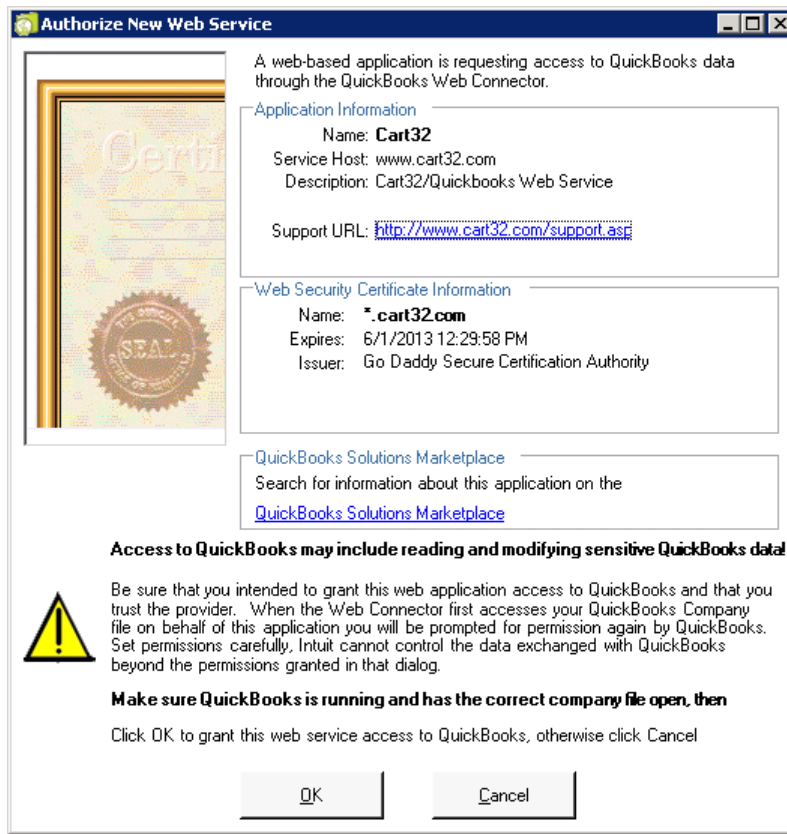 Authorize New Web Service
A web-based application is requesting access to QuickBooks data
through the QuickBooks Web Connector.
Application Information
Name: Cart32
Service Host: www.cart32.com
Description: Cart32/Quickbooks Web Service
Support URL: http://www.cart32.com/support.asp
Web Security Certificate Information
Name: *.cart32.com
Expires: 6/1/2013 12:29:58 PM
Issuer: Go Daddy Secure Certification Authority
Certi
THE OFFICIAL
SEAL
QuickBooks Solutions Marketplace
Search for information about this application on the
QuickBooks Solutions Marketplace
Access to QuickBooks may include reading and modifying sensitive QuickBooks data!
Be sure that you intended to grant this web application access to QuickBooks and that you
trust the provider. When the Web Connector first accesses your QuickBooks Company
file on behalf of this application you will be prompted for permission again by QuickBooks.
Set permissions carefully, Intuit cannot control the data exchanged with QuickBooks
beyond the permissions granted in that dialog.
Make sure QuickBooks is running and has the correct company file open, then
Click OK to grant this web service access to QuickBooks, otherwise click Cancel
OK
Cancel